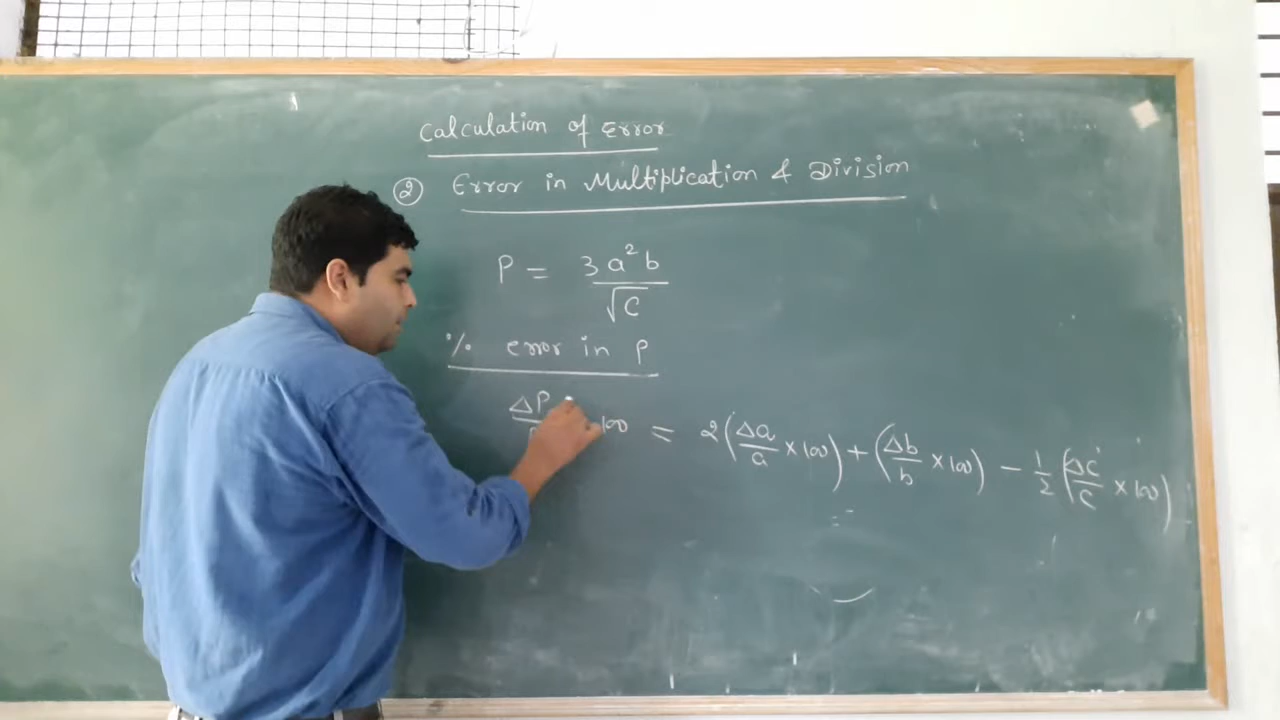 Calculation of Error
② Error in Multiplication & Division
P = 3a²b / √C
% error in P
ΔP × 100 = 2(Δa/a × 100) + (Δb/b × 100) − 1/2 (ΔC/C × 100)